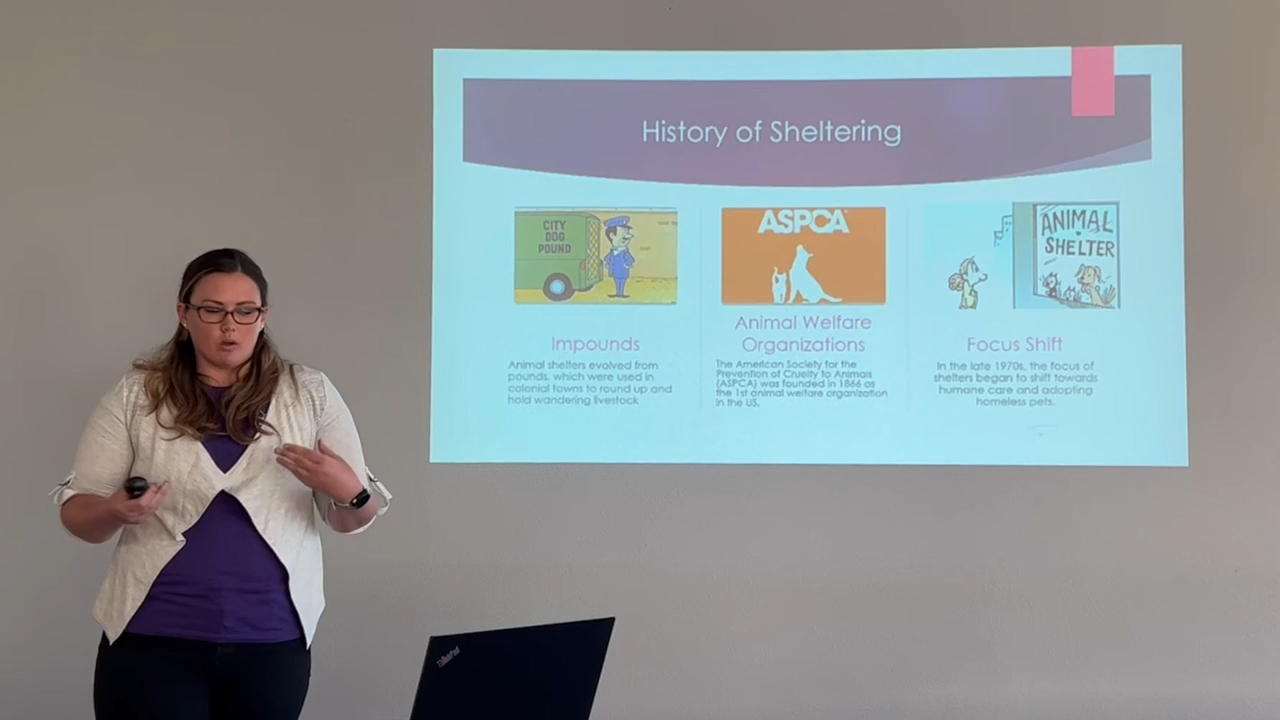 History of Sheltering
CITY
DOG
POUND
ASPCA
ANIMAL
SHELTER
Impounds
Animal shelters evolved from
pounds, which were used in
colonial towns to round up and
hold wandering livestock
Animal Welfare
Organizations
The American Society for the
Prevention of Cruelty to Animals
(ASPCA) was founded in 1866 as
the 1st animal welfare organization
in the US.
Focus Shift
In the late 1970s, the focus of
shelters began to shift towards
humane care and adopting
homeless pets.
ThinkPad